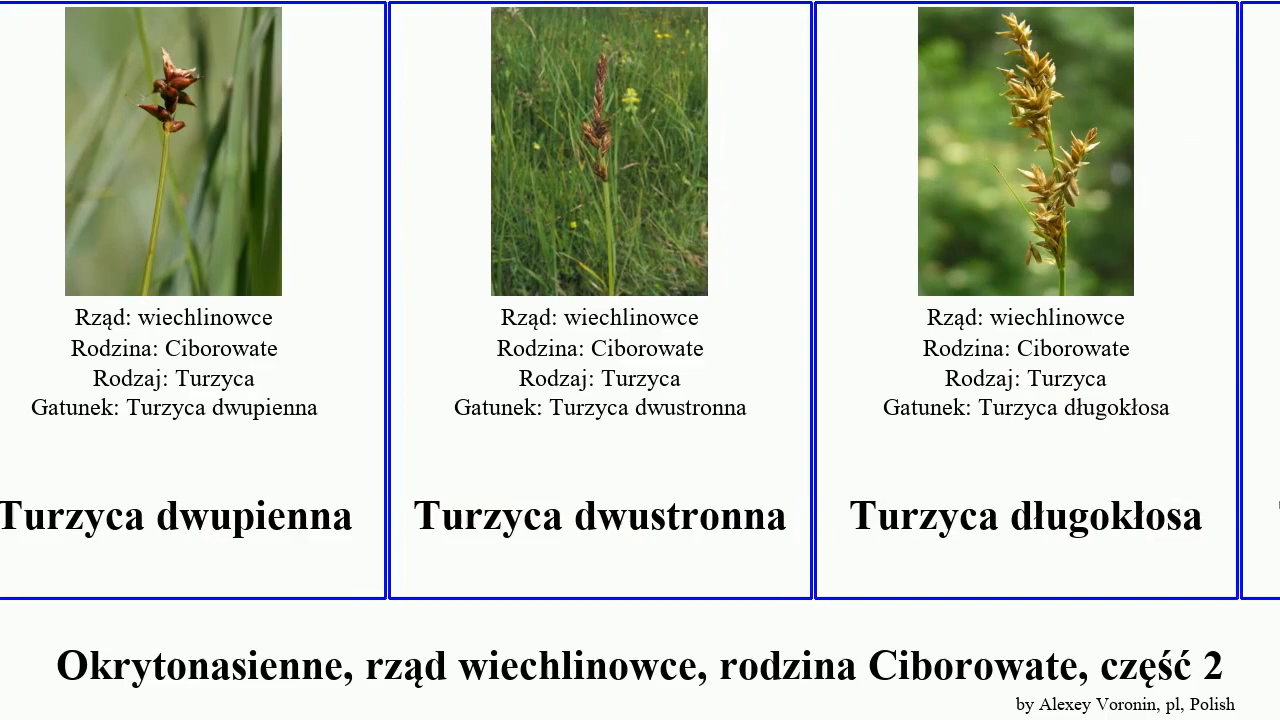 Rząd: wiechlinowce
Rodzina: Ciborowate
Rodzaj: Turzyca
Gatunek: Turzyca dwupienna
Turzyca dwupienna
Rząd: wiechlinowce
Rodzina: Ciborowate
Rodzaj: Turzyca
Gatunek: Turzyca dwustronna
Turzyca dwustronna
Rząd: wiechlinowce
Rodzina: Ciborowate
Rodzaj: Turzyca
Gatunek: Turzyca długokłosa
Turzyca długokłosa
Okrytonasienne, rząd wiechlinowce, rodzina Ciborowate, część 2
by Alexey Voronin, pl, Polish